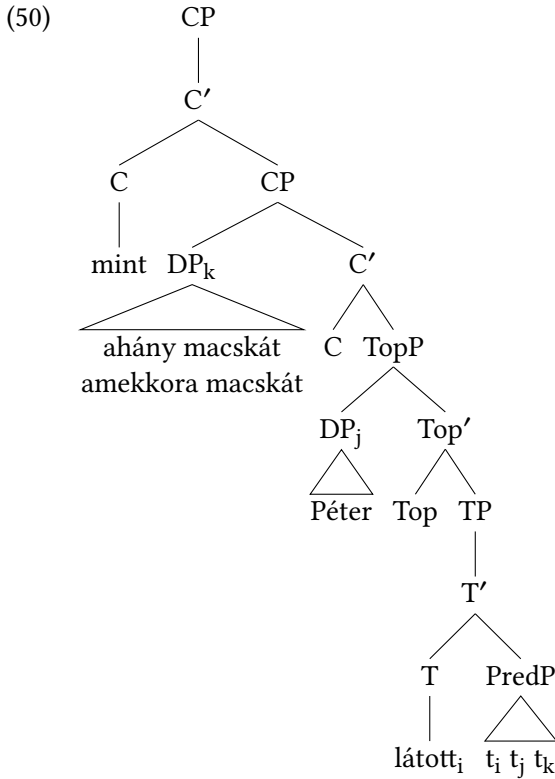 (50)
CP
C′
C CP
mint DPk C′
ahány macskát C TopP
amekkora macskát
DPj Top′
Péter Top TP
T′
T PredP
látotti ti tj tk